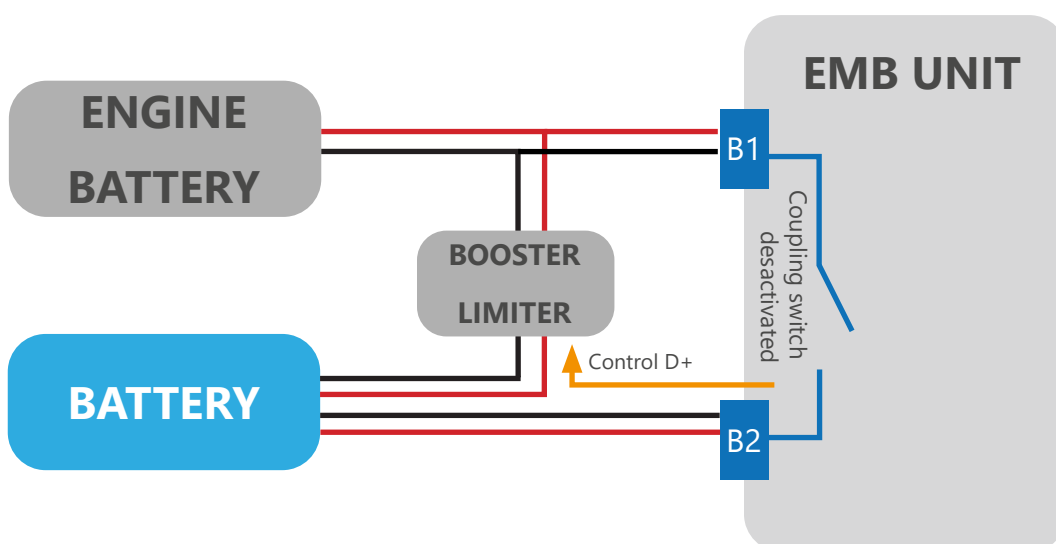 EMB UNIT
ENGINE
BATTERY
B1
Coupling switch
desactivated
BOOSTER
LIMITER
Control D+
BATTERY
B2